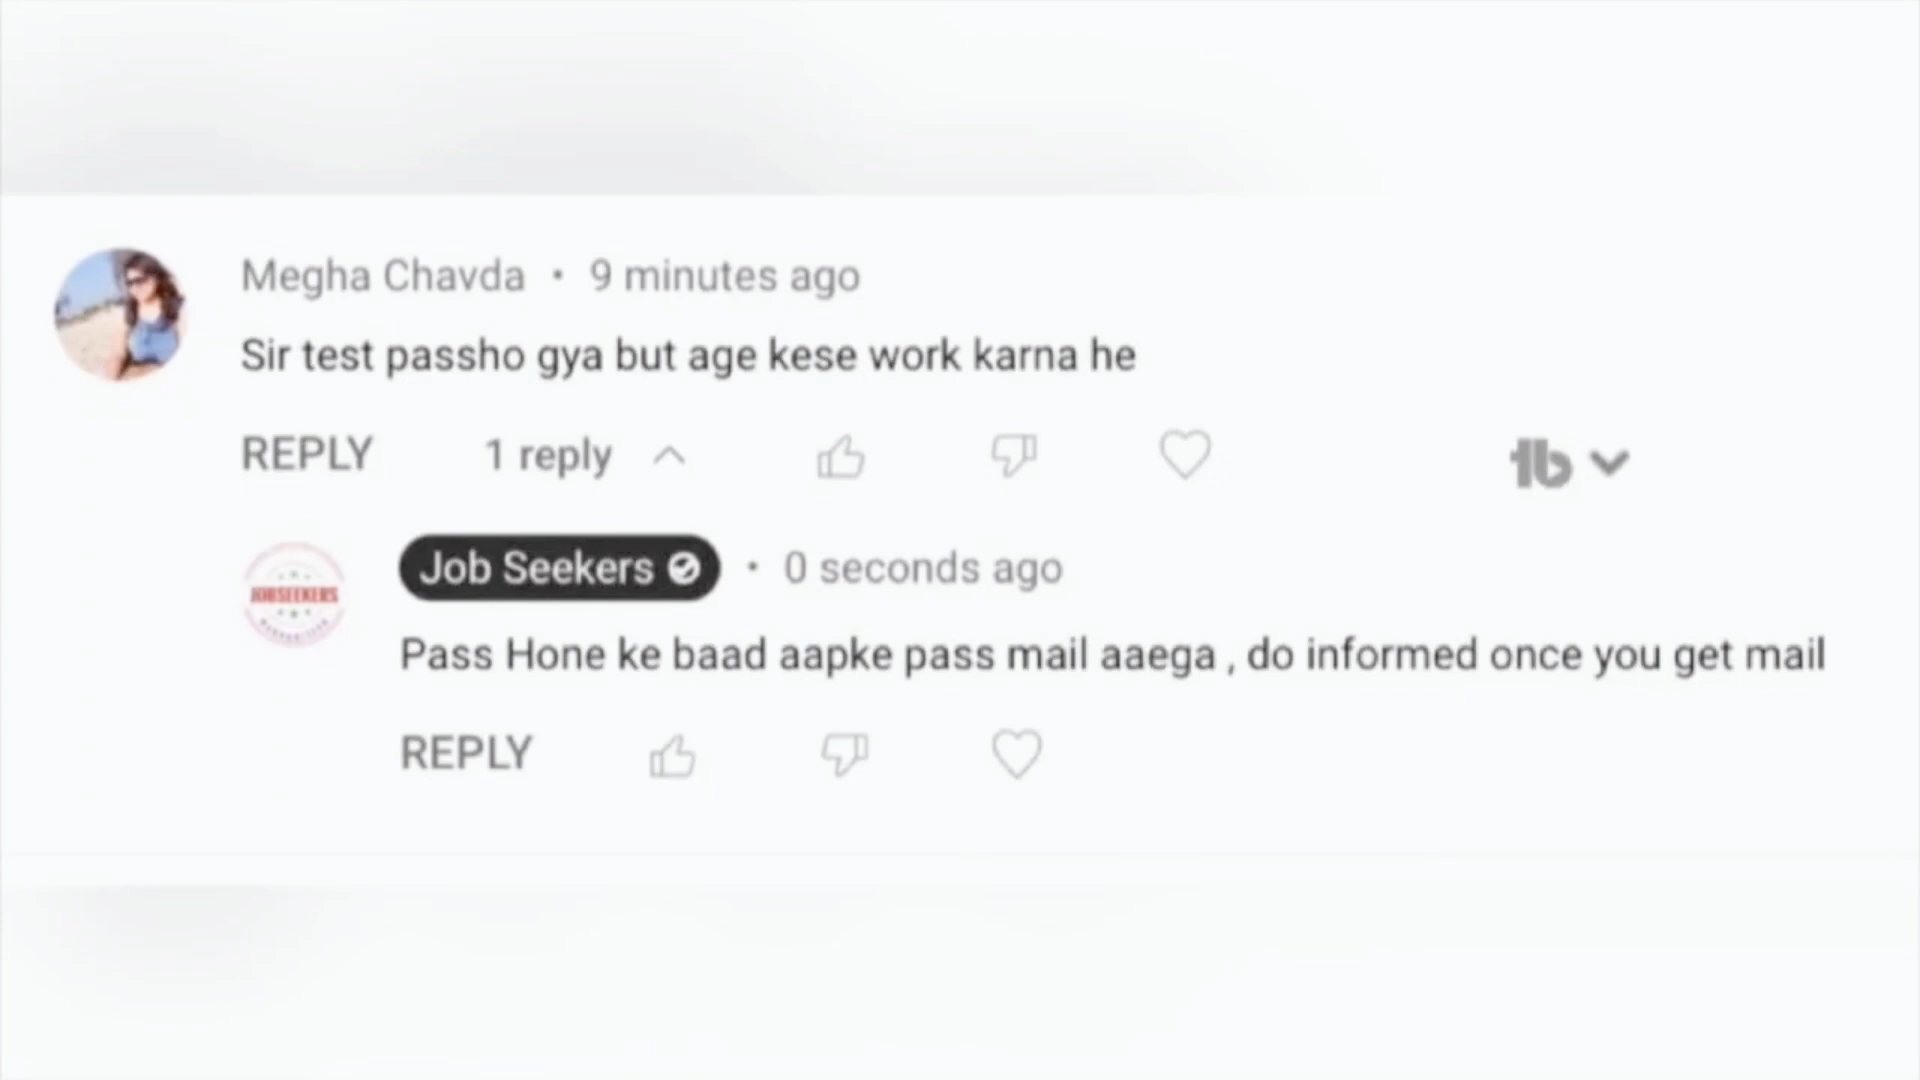 Megha Chavda • 9 minutes ago
Sir test passho gya but age kese work karna he
REPLY 1 reply
tb
JOBSEEKERS
Job Seekers • 0 seconds ago
Pass Hone ke baad aapke pass mail aaega , do informed once you get mail
REPLY